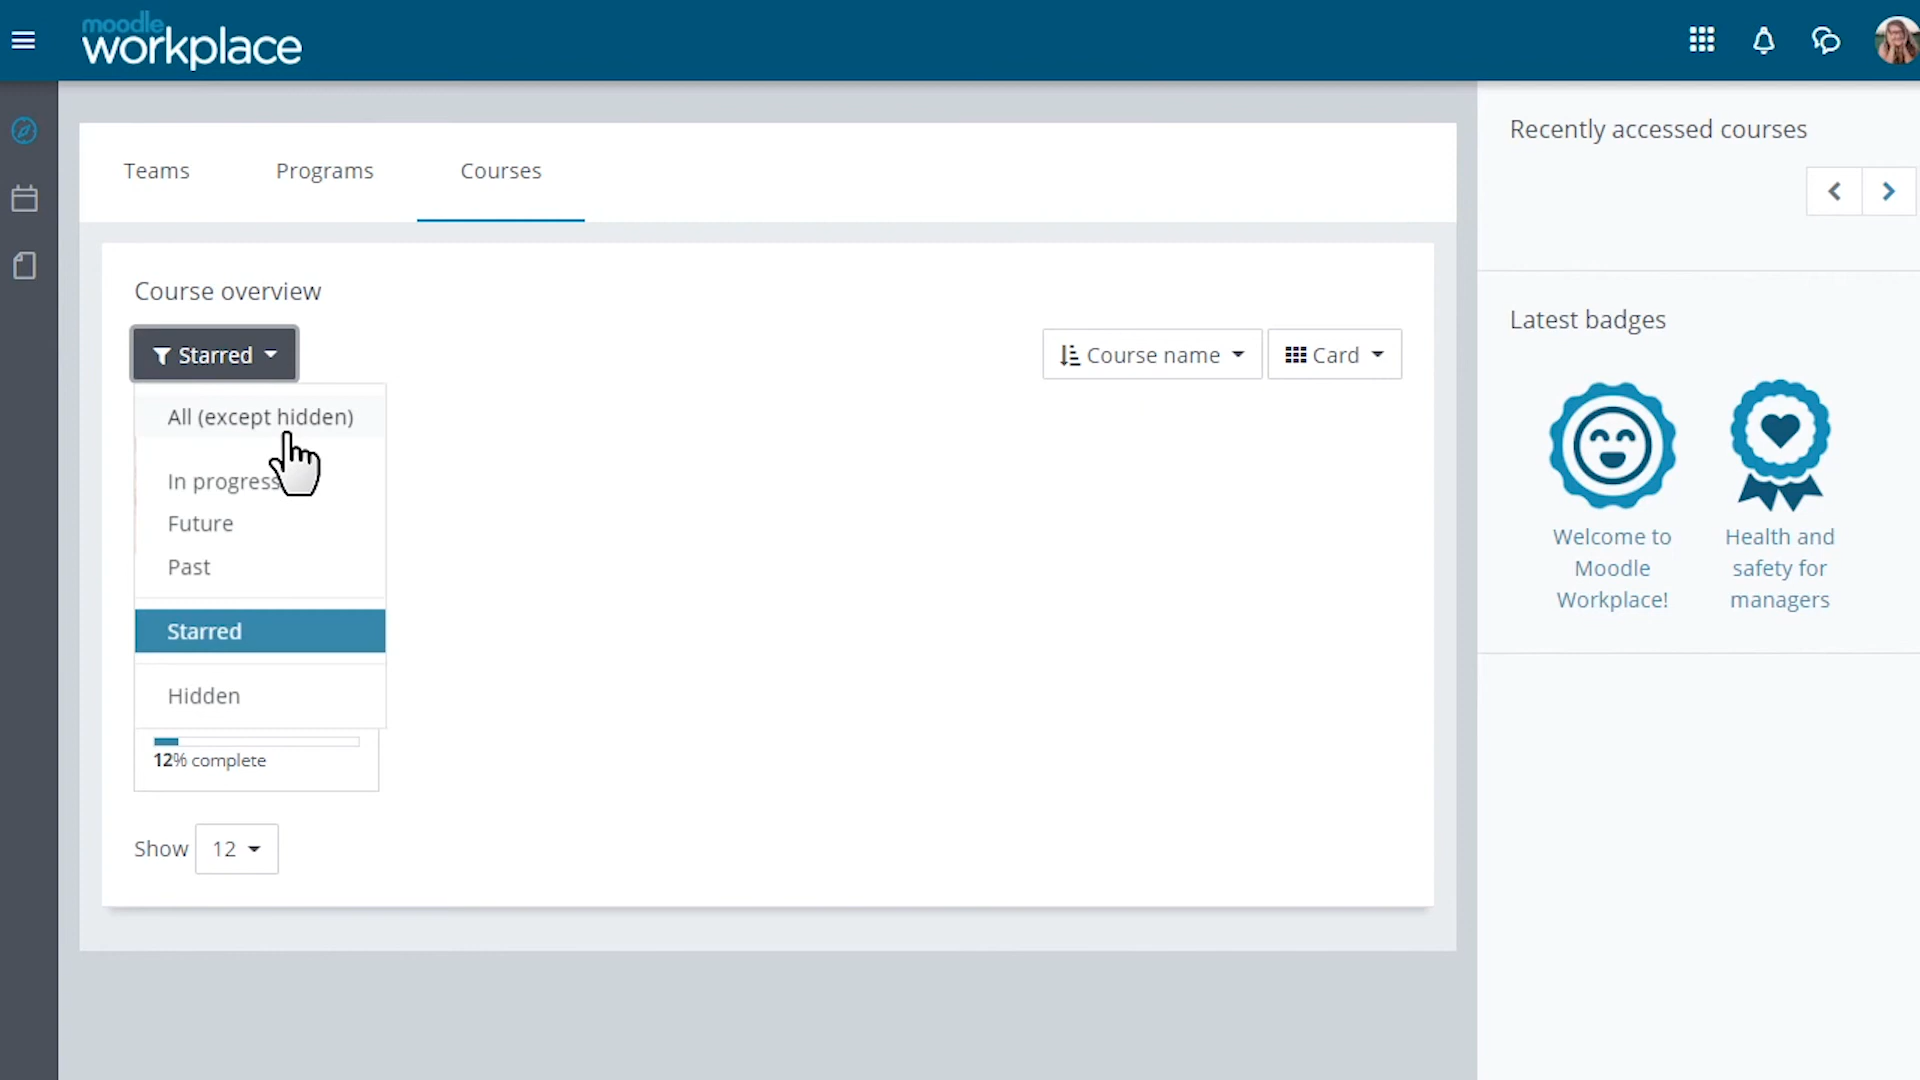 moodle
workplace
Teams
Programs
Courses
Recently accessed courses
Course overview
Starred
Course name
Card
All (except hidden)
In progress
Future
Past
Starred
Hidden
12% complete
Show 12
Latest badges
Welcome to
Moodle
Workplace!
Health and
safety for
managers